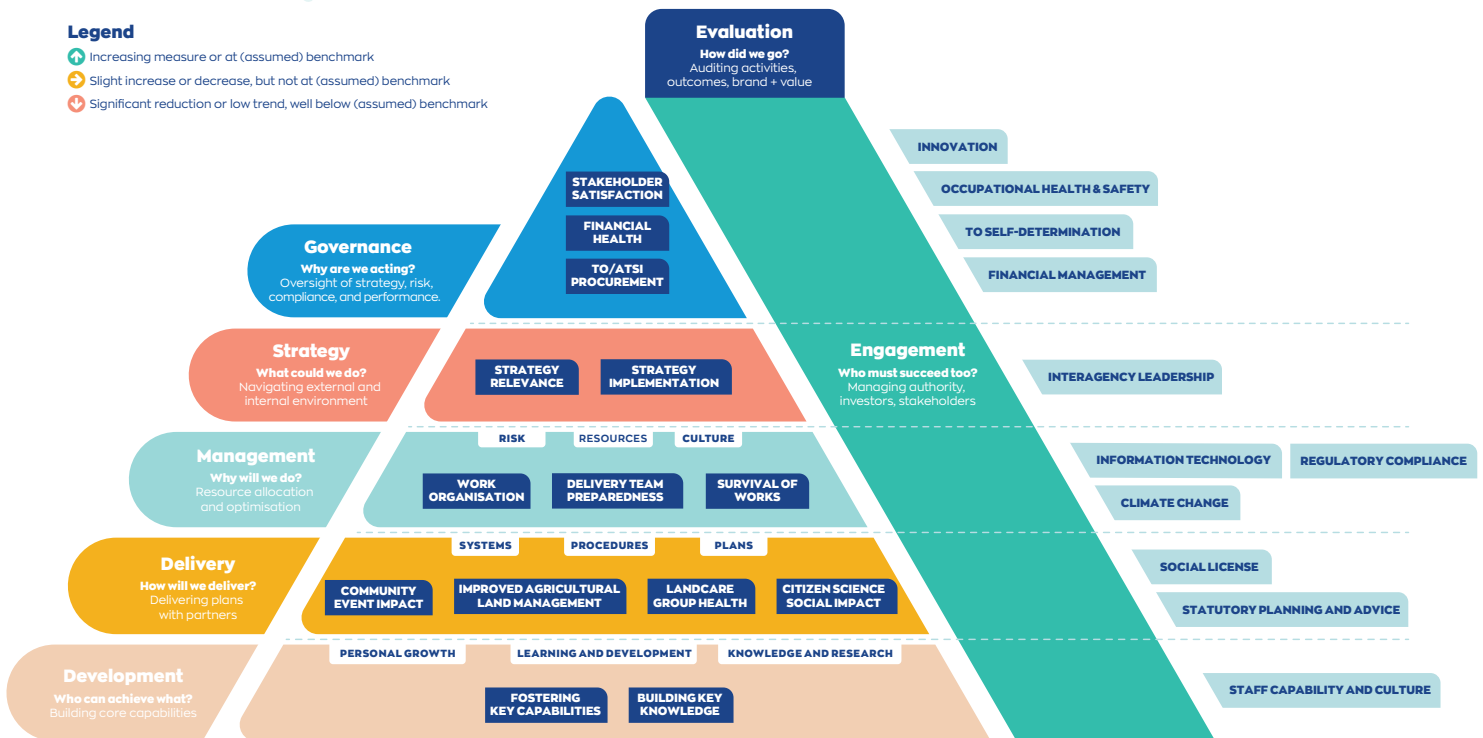 Legend
Increasing measure or at (assumed) benchmark
Slight increase or decrease, but not at (assumed) benchmark
Significant reduction or low trend, well below (assumed) benchmark
Evaluation
How did we go?
Auditing activities,
outcomes, brand + value
STAKEHOLDER
SATISFACTION
FINANCIAL
HEALTH
TO/ATSI
PROCUREMENT
Governance
Why are we acting?
Oversight of strategy, risk,
compliance, and performance.
INNOVATION
OCCUPATIONAL HEALTH & SAFETY
TO SELF-DETERMINATION
FINANCIAL MANAGEMENT
Strategy
What could we do?
Navigating external and
internal environment
STRATEGY
RELEVANCE
STRATEGY
IMPLEMENTATION
Engagement
Who must succeed too?
Managing authority,
investors, stakeholders
INTERAGENCY LEADERSHIP
RISK
RESOURCES
CULTURE
Management
Why will we do?
Resource allocation
and optimisation
WORK
ORGANISATION
DELIVERY TEAM
PREPAREDNESS
SURVIVAL OF
WORKS
INFORMATION TECHNOLOGY
REGULATORY COMPLIANCE
CLIMATE CHANGE
SYSTEMS
PROCEDURES
PLANS
Delivery
How will we deliver?
Delivering plans
with partners
COMMUNITY
EVENT IMPACT
IMPROVED AGRICULTURAL
LAND MANAGEMENT
LANDCARE
GROUP HEALTH
CITIZEN SCIENCE
SOCIAL IMPACT
SOCIAL LICENSE
STATUTORY PLANNING AND ADVICE
PERSONAL GROWTH
LEARNING AND DEVELOPMENT
KNOWLEDGE AND RESEARCH
Development
Who can achieve what?
Building core capabilities
FOSTERING
KEY CAPABILITIES
BUILDING KEY
KNOWLEDGE
STAFF CAPABILITY AND CULTURE